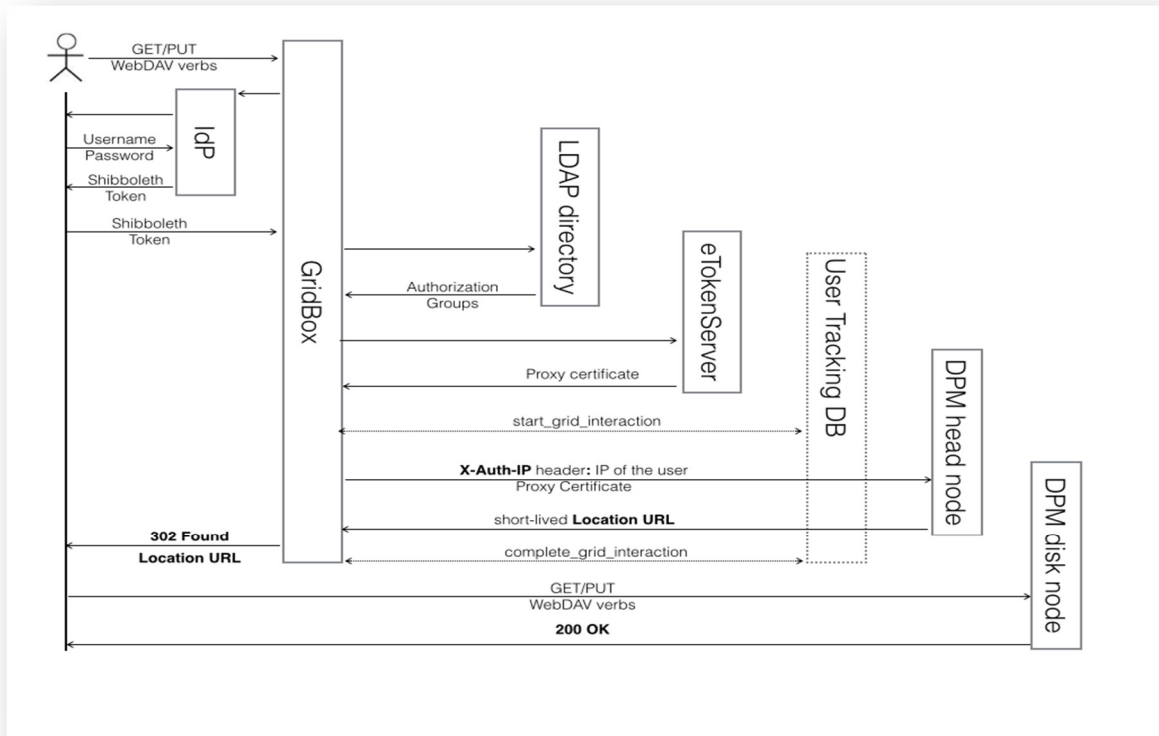 GET/PUT
WebDAV verbs
IdP
Username
Password
Shibboleth
Token
Shibboleth
Token
GridBox
LDAP directory
Authorization
Groups
eTokenServer
Proxy certificate
User Tracking DB
start_grid_interaction
DPM head node
X-Auth-IP header: IP of the user
Proxy Certificate
short-lived Location URL
302 Found
Location URL
complete_grid_interaction
DPM disk node
GET/PUT
WebDAV verbs
200 OK